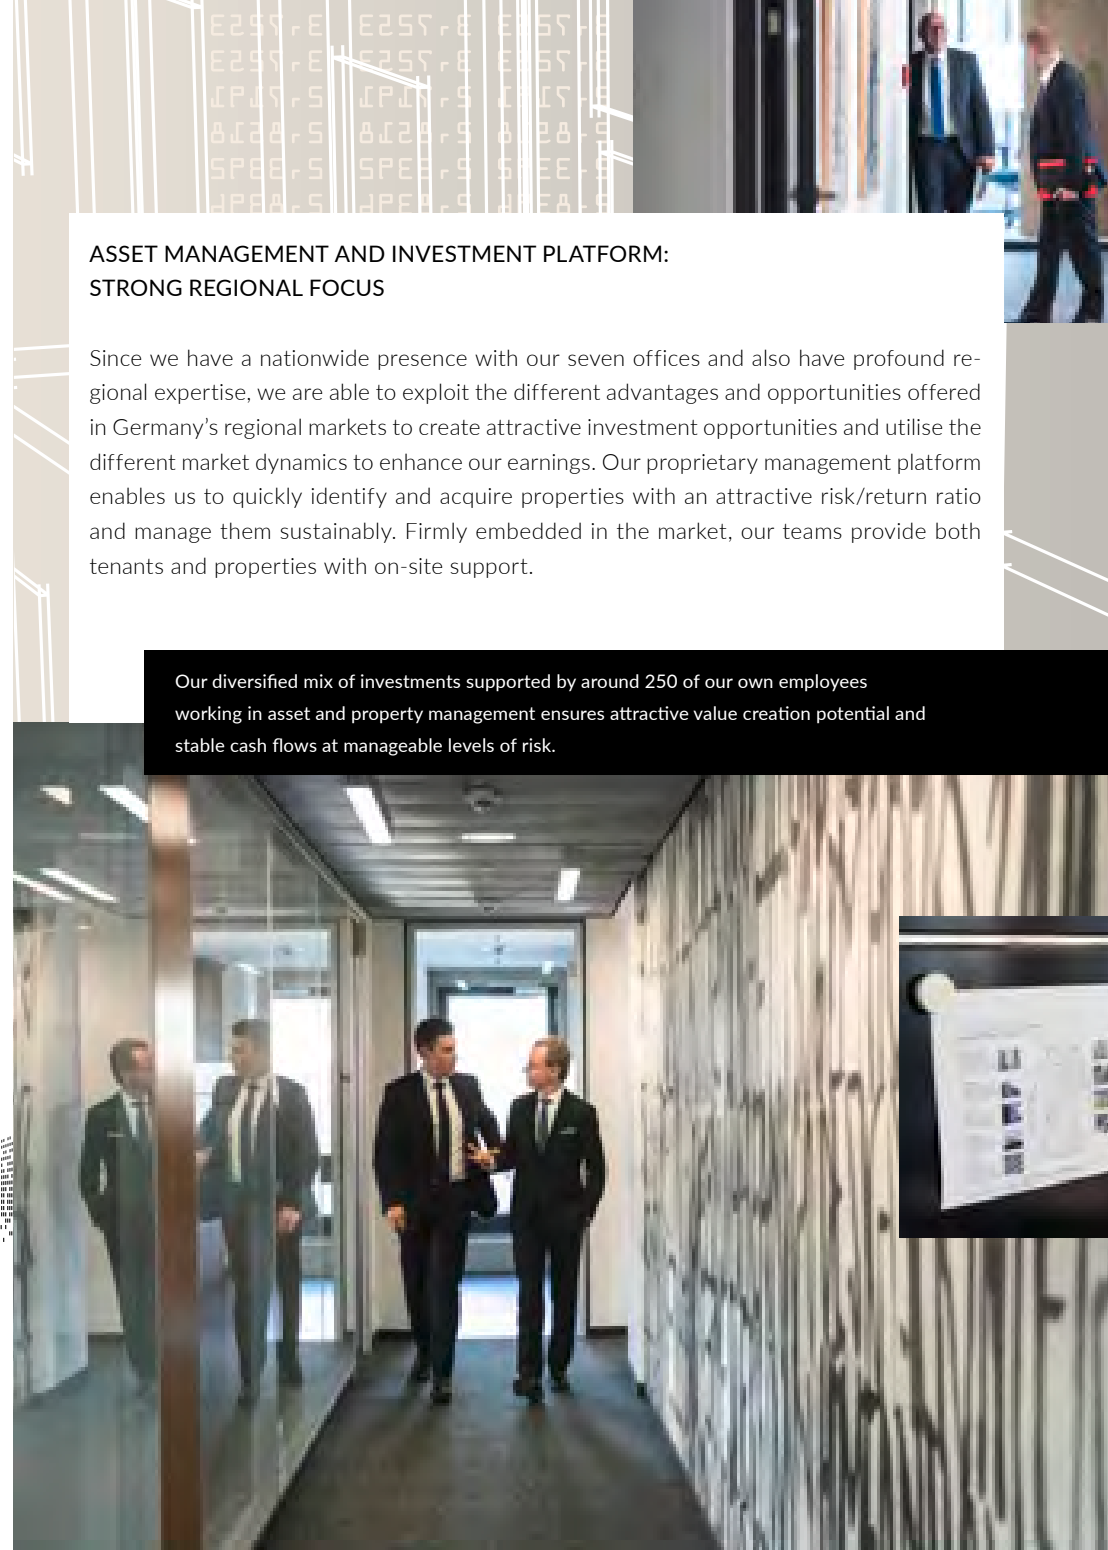 ASSET MANAGEMENT AND INVESTMENT PLATFORM:
STRONG REGIONAL FOCUS
Since we have a nationwide presence with our seven offices and also have profound re-
gional expertise, we are able to exploit the different advantages and opportunities offered
in Germany’s regional markets to create attractive investment opportunities and utilise the
different market dynamics to enhance our earnings. Our proprietary management platform
enables us to quickly identify and acquire properties with an attractive risk/return ratio
and manage them sustainably. Firmly embedded in the market, our teams provide both
tenants and properties with on-site support.
Our diversified mix of investments supported by around 250 of our own employees
working in asset and property management ensures attractive value creation potential and
stable cash flows at manageable levels of risk.